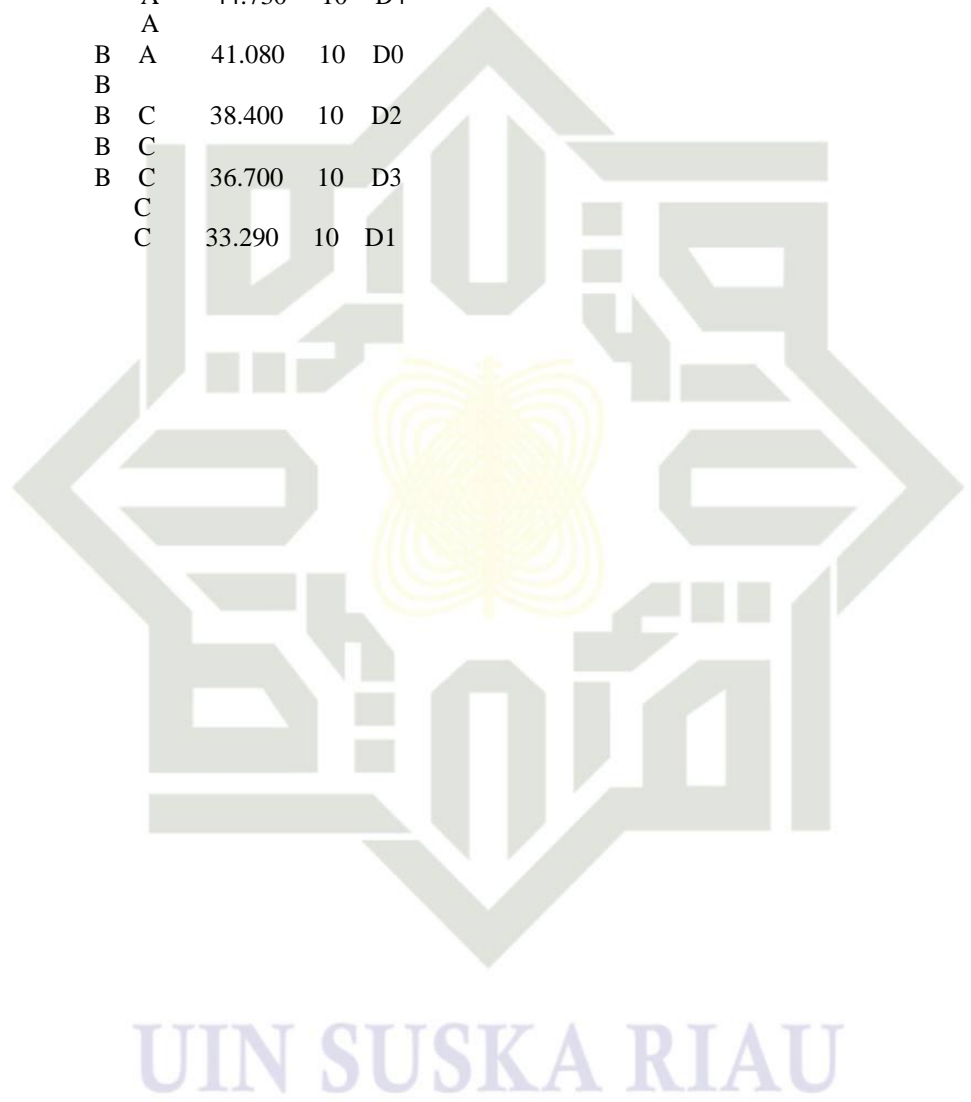 A
B A 41.080 10 D0
B
B C 38.400 10 D2
B C
B C 36.700 10 D3
C
C 33.290 10 D1
UIN SUSKA RIAU